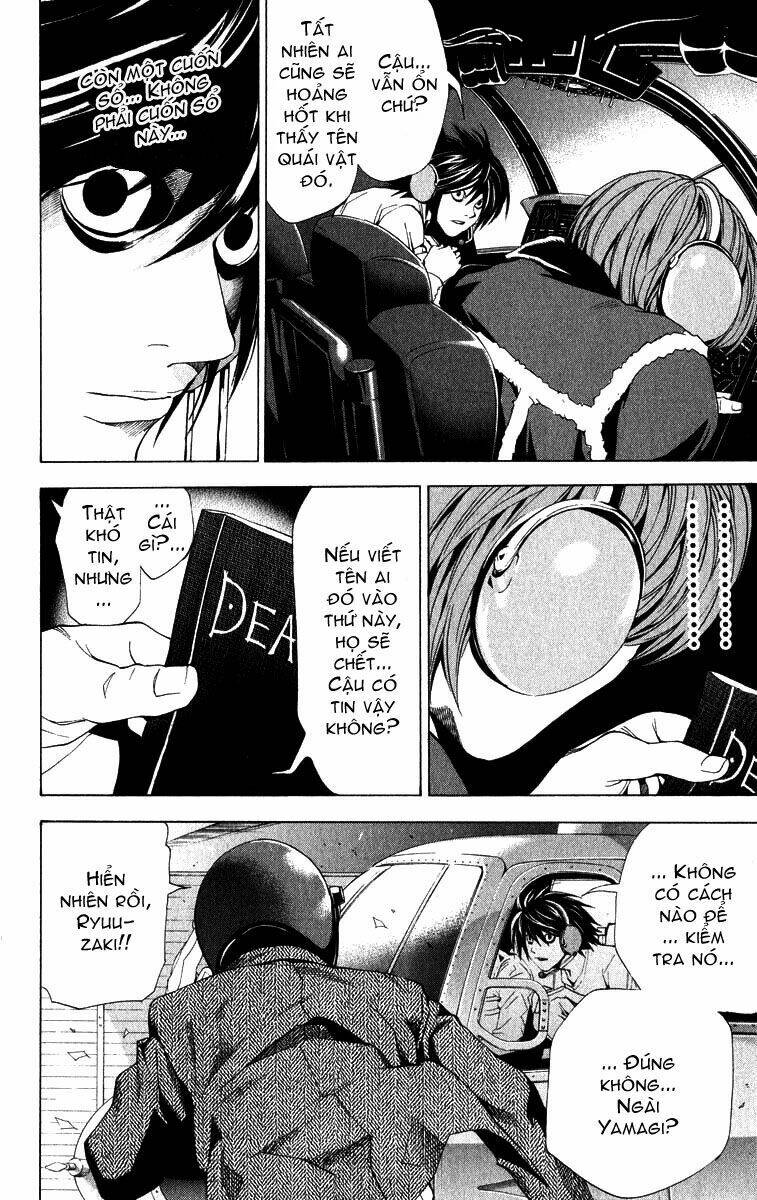 CẬU...
VẪN ỔN
CHỨ?
TẤT
NHIÊN AI
CŨNG SẼ
HOẢNG
HỐT KHI
THẤY TÊN
QUÁI VẬT
ĐÓ.
CÒN MỘT CUỐN
SỔ... KHÔNG
PHẢI CUỐN SỔ
NÀY...
DEA
NẾU VIẾT
TÊN AI
ĐÓ VÀO
THỨ NÀY,
HỌ SẼ
CHẾT...
CẬU CÓ
TIN VẬY
KHÔNG?
...
CÁI
GÌ?...
THẬT
KHÓ
TIN,
NHƯNG
...
DEA
... KHÔNG
CÓ CÁCH
NÀO ĐỂ
... KIỂM
TRA NÓ...
... ĐÚNG
KHÔNG...
NGÀI
YAMAGI?
HIỂN
NHIÊN RỒI,
RYUU-
ZAKI!!